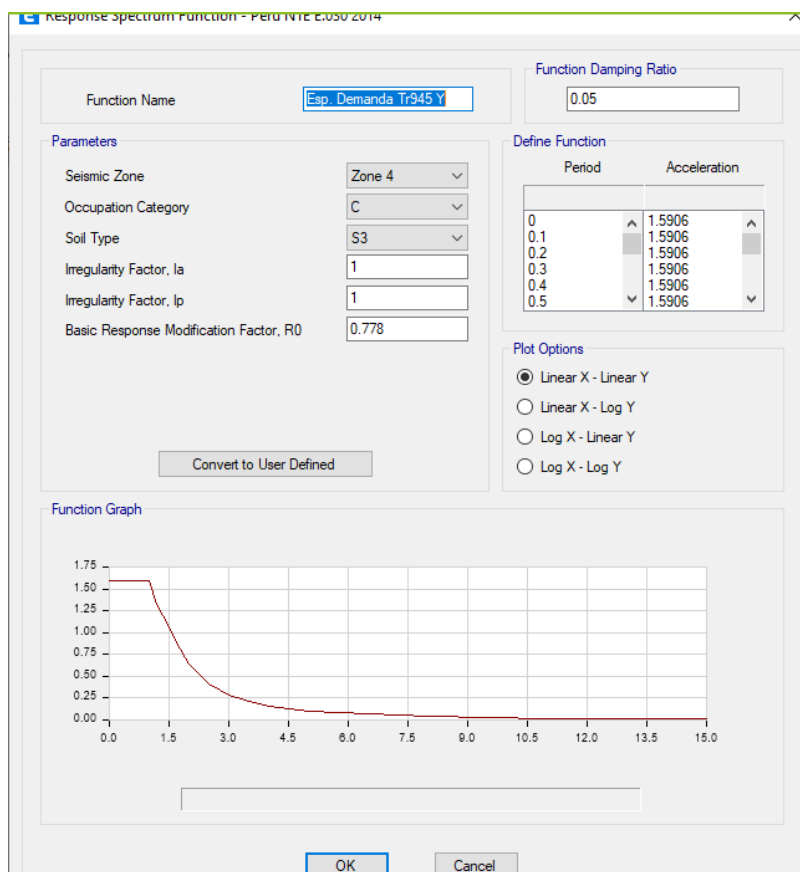 Response Spectrum Function - Peru NTE E.030 2014
Function Name
Esp. Demanda Tr945 Y
Function Damping Ratio
0.05
Parameters
Seismic Zone
Zone 4
Occupation Category
C
Soil Type
S3
Irregularity Factor, Ia
1
Irregularity Factor, Ip
1
Basic Response Modification Factor, R0
0.778
Convert to User Defined
Define Function
Period Acceleration
0 1.5906
0.1 1.5906
0.2 1.5906
0.3 1.5906
0.4 1.5906
0.5 1.5906
Plot Options
Linear X - Linear Y
Linear X - Log Y
Log X - Linear Y
Log X - Log Y
Function Graph
1.75
1.50
1.25
1.00
0.75
0.50
0.25
0.00
0.0 1.5 3.0 4.5 6.0 7.5 9.0 10.5 12.0 13.5 15.0
OK Cancel